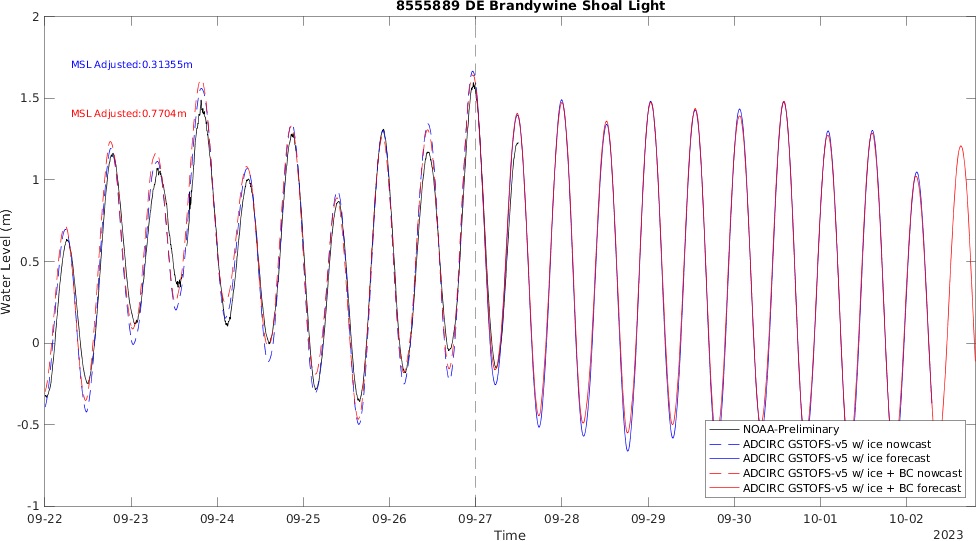 8555889 DE Brandywine Shoal Light
2
1.5
1
0.5
0
-0.5
-1
Water Level (m)
MSL Adjusted:0.31355m
MSL Adjusted:0.7704m
NOAA-Preliminary
ADCIRC GSTOFS-v5 w/ ice nowcast
ADCIRC GSTOFS-v5 w/ ice forecast
ADCIRC GSTOFS-v5 w/ ice + BC nowcast
ADCIRC GSTOFS-v5 w/ ice + BC forecast
09-22 09-23 09-24 09-25 09-26 09-27 09-28 09-29 09-30 10-01 10-02
Time
2023